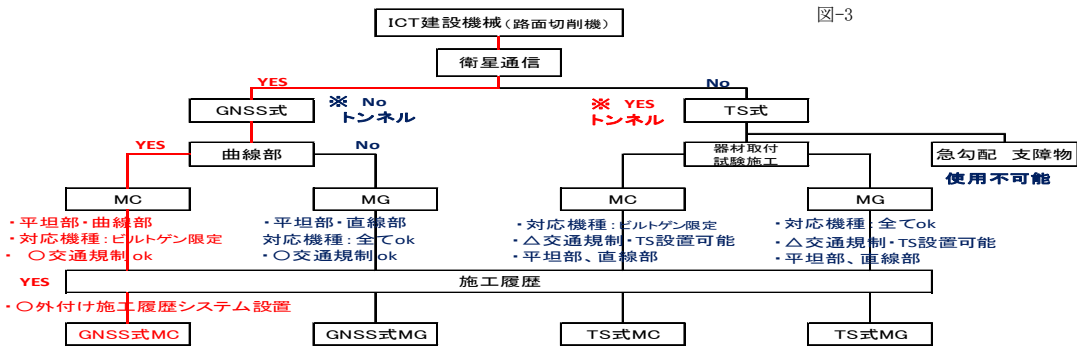 図-3
ICT建設機械(路面切削機)
衛星通信
YES
No
GNSS式
※ No
トンネル
※ YES
トンネル
TS式
YES
曲線部
No
器材取付
試験施工
急勾配 支障物
使用不可能
MC
MG
MC
MG
・平坦部・曲線部
・対応機種:ビルトゲン限定
・ 〇交通規制ok
・平坦部・直線部
対応機種:全てok
・〇交通規制ok
・対応機種:ビルトゲン限定
・△交通規制・TS設置可能
・平坦部、直線部
・対応機種:全てok
・△交通規制・TS設置可能
・平坦部、直線部
YES
施工履歴
・〇外付け施工履歴システム設置
GNSS式MC
GNSS式MG
TS式MC
TS式MG